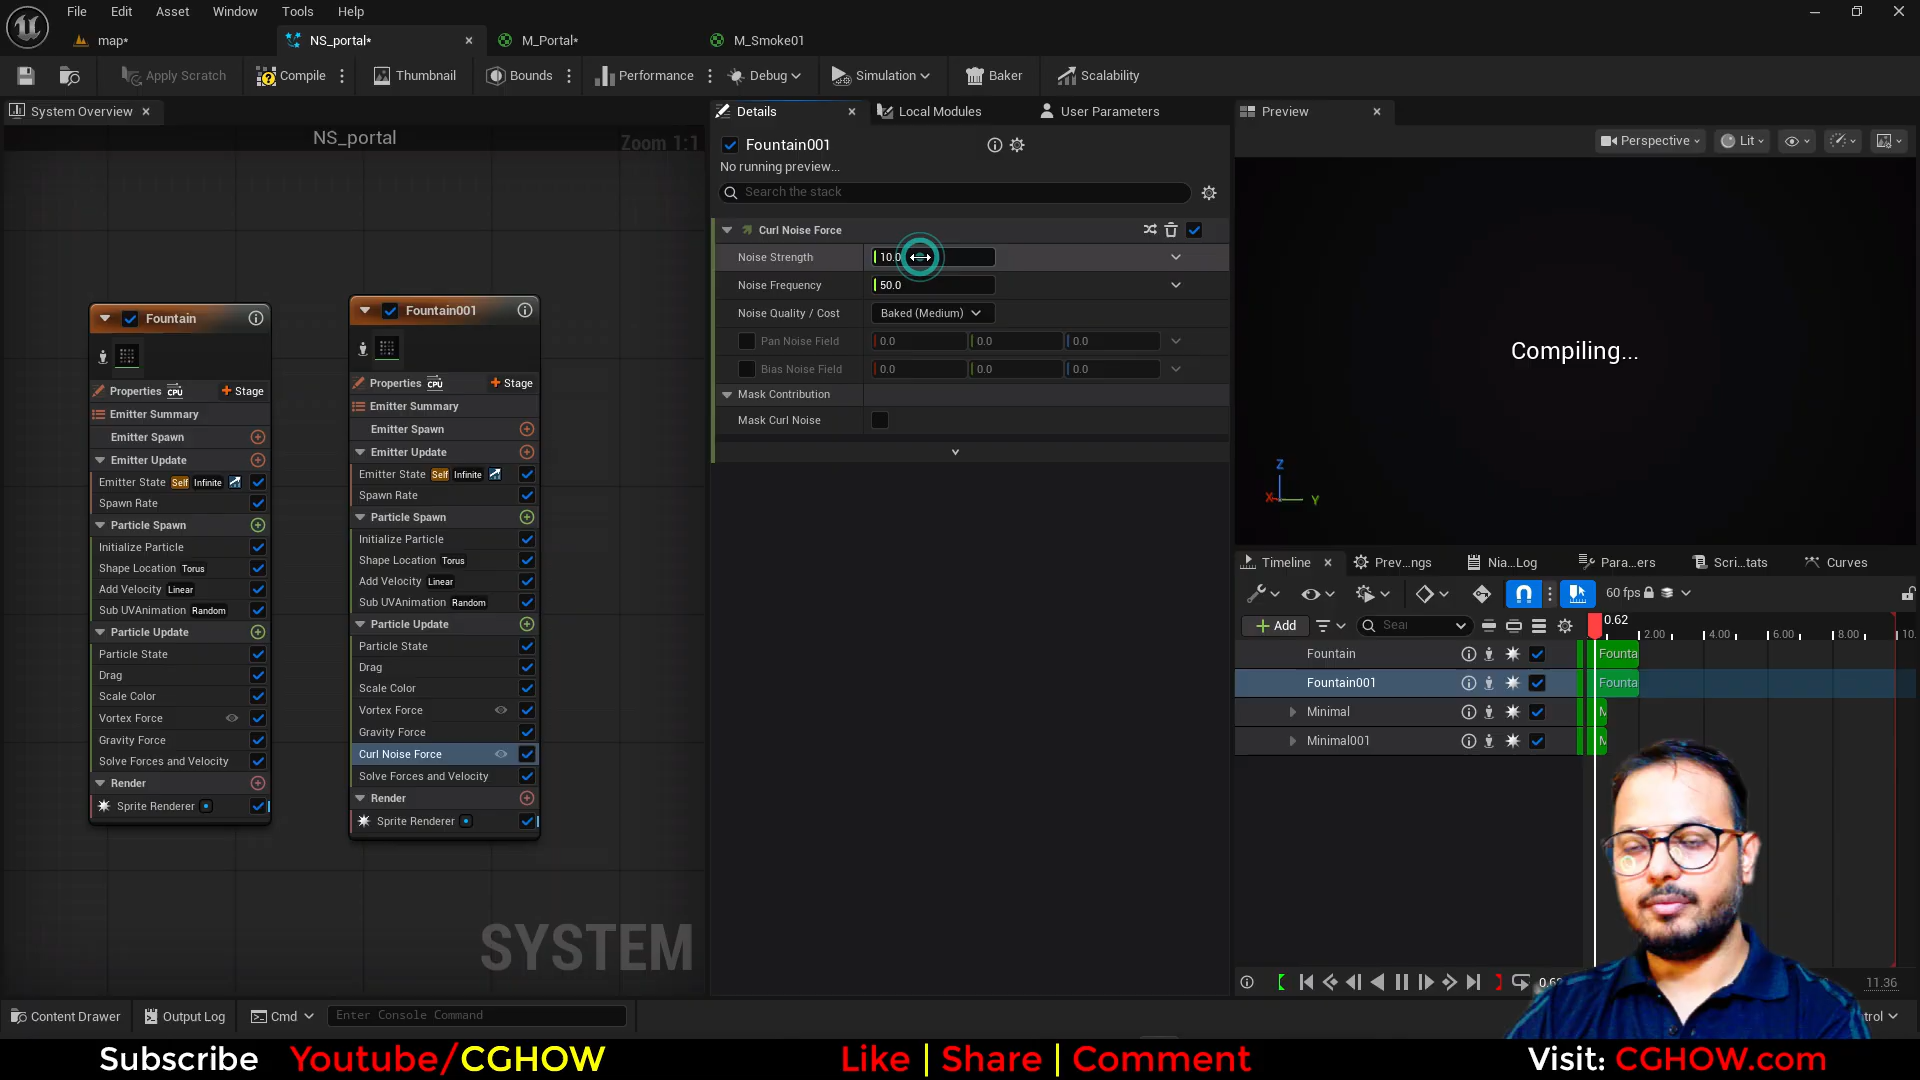 File Edit Asset Window Tools Help
map* NS_portal* M_Portal* M_Smoke01
Apply Scratch Compile Thumbnail Bounds Performance Debug Simulation Baker Scalability
System Overview
NS_portal
Zoom 1:1
Fountain
Properties CPU Stage
Emitter Summary
Emitter Spawn
Emitter Update
Emitter State Self Infinite
Spawn Rate
Particle Spawn
Initialize Particle
Shape Location Torus
Add Velocity Linear
Sub UVAnimation Random
Particle Update
Particle State
Drag
Scale Color
Vortex Force
Gravity Force
Solve Forces and Velocity
Render
Sprite Renderer
Fountain001
Properties CPU Stage
Emitter Summary
Emitter Spawn
Emitter Update
Emitter State Self Infinite
Spawn Rate
Particle Spawn
Initialize Particle
Shape Location Torus
Add Velocity Linear
Sub UVAnimation Random
Particle Update
Particle State
Drag
Scale Color
Vortex Force
Gravity Force
Curl Noise Force
Solve Forces and Velocity
Render
Sprite Renderer
SYSTEM
Details Local Modules User Parameters
Fountain001
No running preview...
Search the stack
Curl Noise Force
Noise Strength 10.0
Noise Frequency 50.0
Noise Quality / Cost Baked (Medium)
Pan Noise Field 0.0 0.0 0.0
Bias Noise Field 0.0 0.0 0.0
Mask Contribution
Mask Curl Noise
Preview
Perspective Lit
Compiling...
Z
X Y
Timeline Prev...ngs Nia...Log Para...ers Scri...tats Curves
60 fps
Add Sear 0.62
2.00 4.00 6.00 8.00 10.
Fountain Founta
Fountain001 Founta
Minimal M
Minimal001 M
11.36
Content Drawer Output Log Cmd Enter Console Command trol
Subscribe Youtube/CGHOW Like | Share | Comment Visit: CGHOW.com